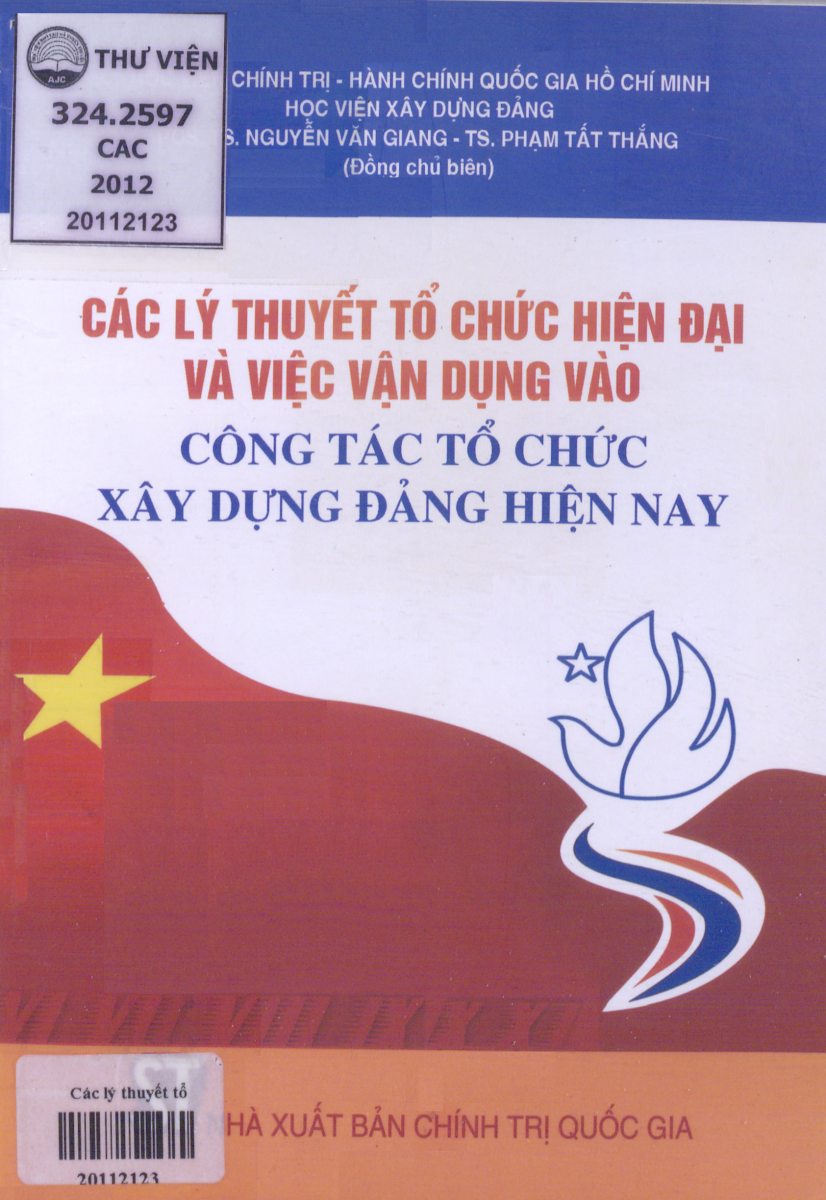 AJC
THƯ VIỆN
324.2597
CAC
2012
20112123
CHÍNH TRỊ - HÀNH CHÍNH QUỐC GIA HỒ CHÍ MINH
HỌC VIỆN XÂY DỰNG ĐẢNG
S. NGUYỄN VĂN GIANG - TS. PHẠM TẤT THẮNG
(Đồng chủ biên)
CÁC LÝ THUYẾT TỔ CHỨC HIỆN ĐẠI
VÀ VIỆC VẬN DỤNG VÀO
CÔNG TÁC TỔ CHỨC
XÂY DỰNG ĐẢNG HIỆN NAY
Các lý thuyết tổ
20112123
HÀ XUẤT BẢN CHÍNH TRỊ QUỐC GIA